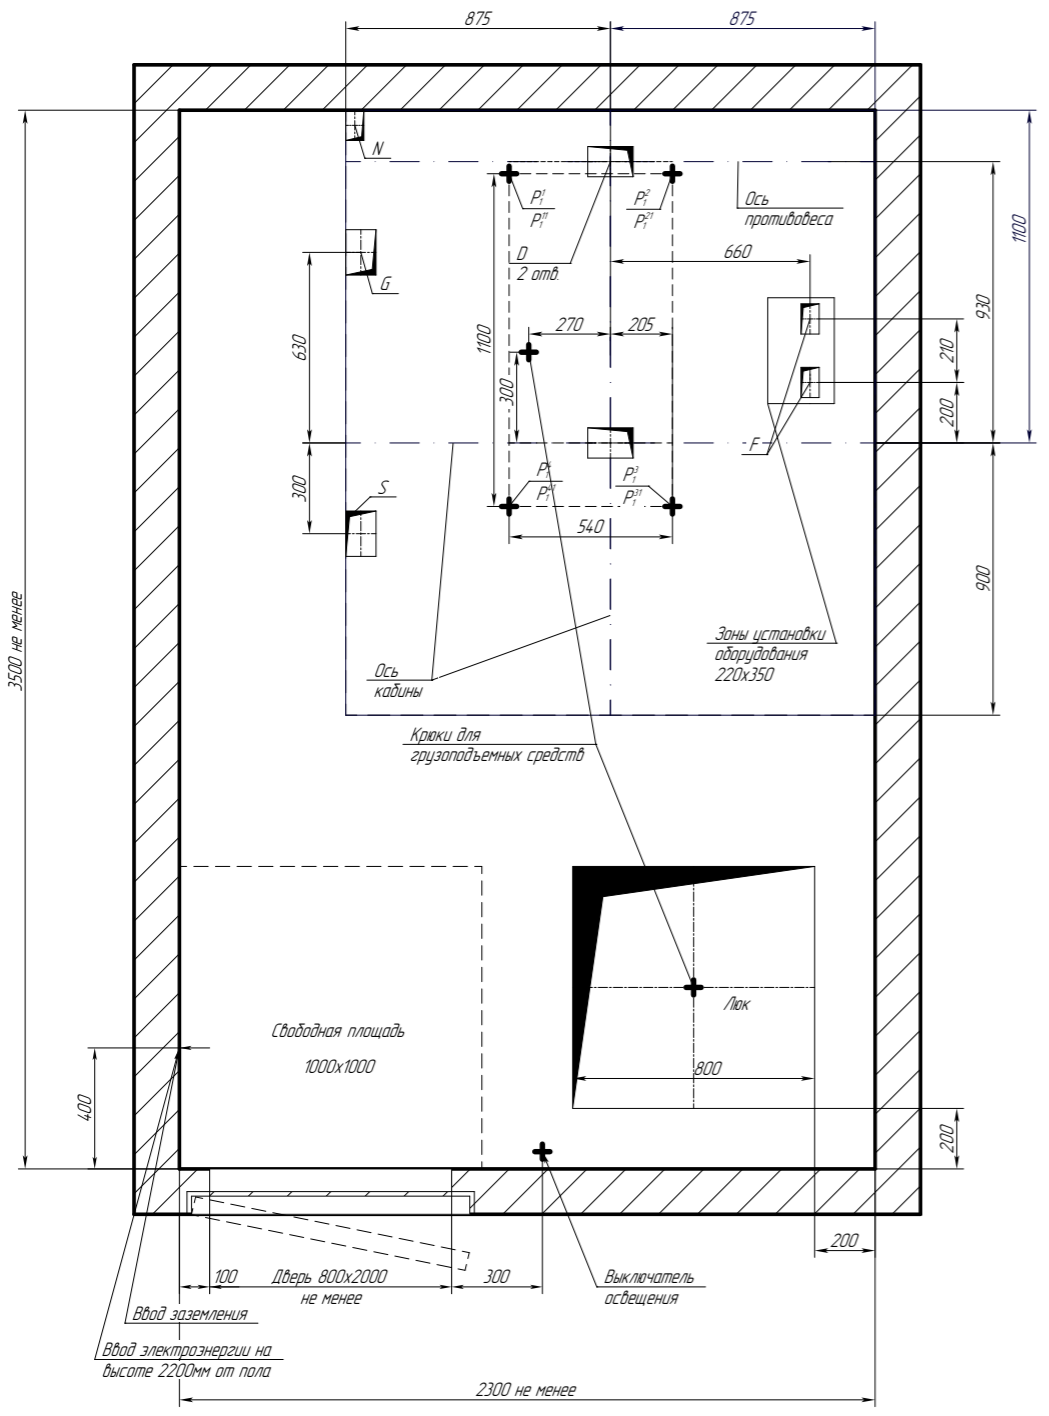 875
875
N
Ось
противовеса
P₁¹
P₁¹¹
P₁²
P₁²¹
1100
D
2 отв.
660
G
930
270
205
1100
630
210
300
200
F
S
P₁³
P₁³¹
300
540
900
3500 не менее
Зоны установки
оборудования
220х350
Ось
кабины
Крюки для
грузоподъемных средств
Свободная площадь
1000х1000
Люк
800
400
200
200
100
Дверь 800х2000
не менее
300
Выключатель
освещения
Ввод заземления
Ввод электроэнергии на
высоте 2200мм от пола
2300 не менее